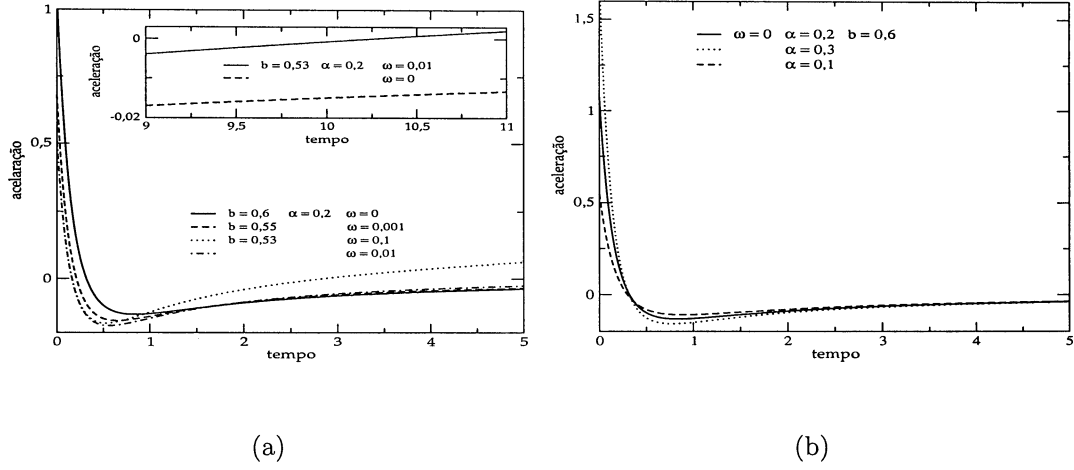 1
0,5
0
acelaração
0
-0,02
aceleração
b = 0,53 α = 0,2 ω = 0,01
ω = 0
9 9,5 10 10,5 11
tempo
b = 0,6 α = 0,2 ω = 0
b = 0,55 ω = 0,001
b = 0,53 ω = 0,1
ω = 0,01
0 1 2 3 4 5
tempo
(a)
1,5
1
0,5
0
aceleração
ω = 0 α = 0,2 b = 0,6
α = 0,3
α = 0,1
0 1 2 3 4 5
tempo
(b)